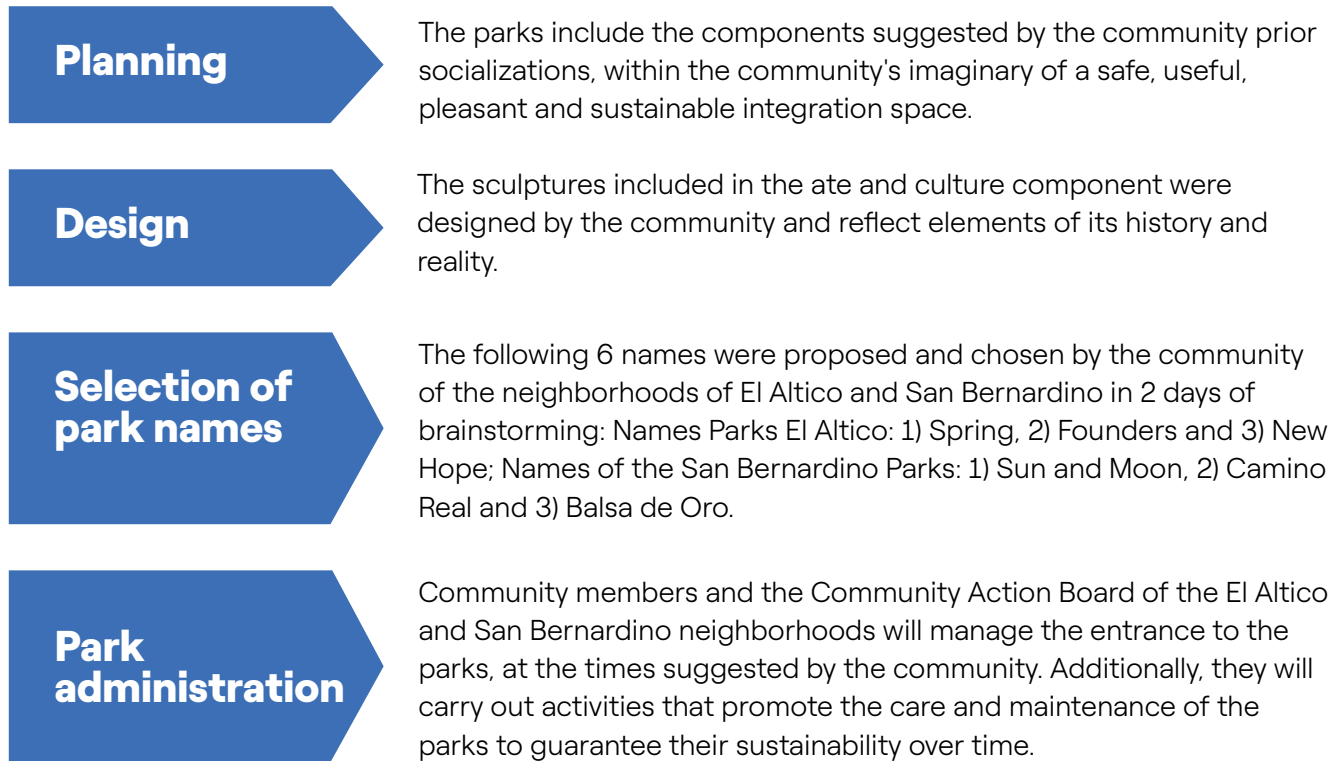 Planning
The parks include the components suggested by the community prior
socializations, within the community's imaginary of a safe, useful,
pleasant and sustainable integration space.
Design
The sculptures included in the ate and culture component were
designed by the community and reflect elements of its history and
reality.
Selection of
park names
The following 6 names were proposed and chosen by the community
of the neighborhoods of El Altico and San Bernardino in 2 days of
brainstorming: Names Parks El Altico: 1) Spring, 2) Founders and 3) New
Hope; Names of the San Bernardino Parks: 1) Sun and Moon, 2) Camino
Real and 3) Balsa de Oro.
Park
administration
Community members and the Community Action Board of the El Altico
and San Bernardino neighborhoods will manage the entrance to the
parks, at the times suggested by the community. Additionally, they will
carry out activities that promote the care and maintenance of the
parks to guarantee their sustainability over time.